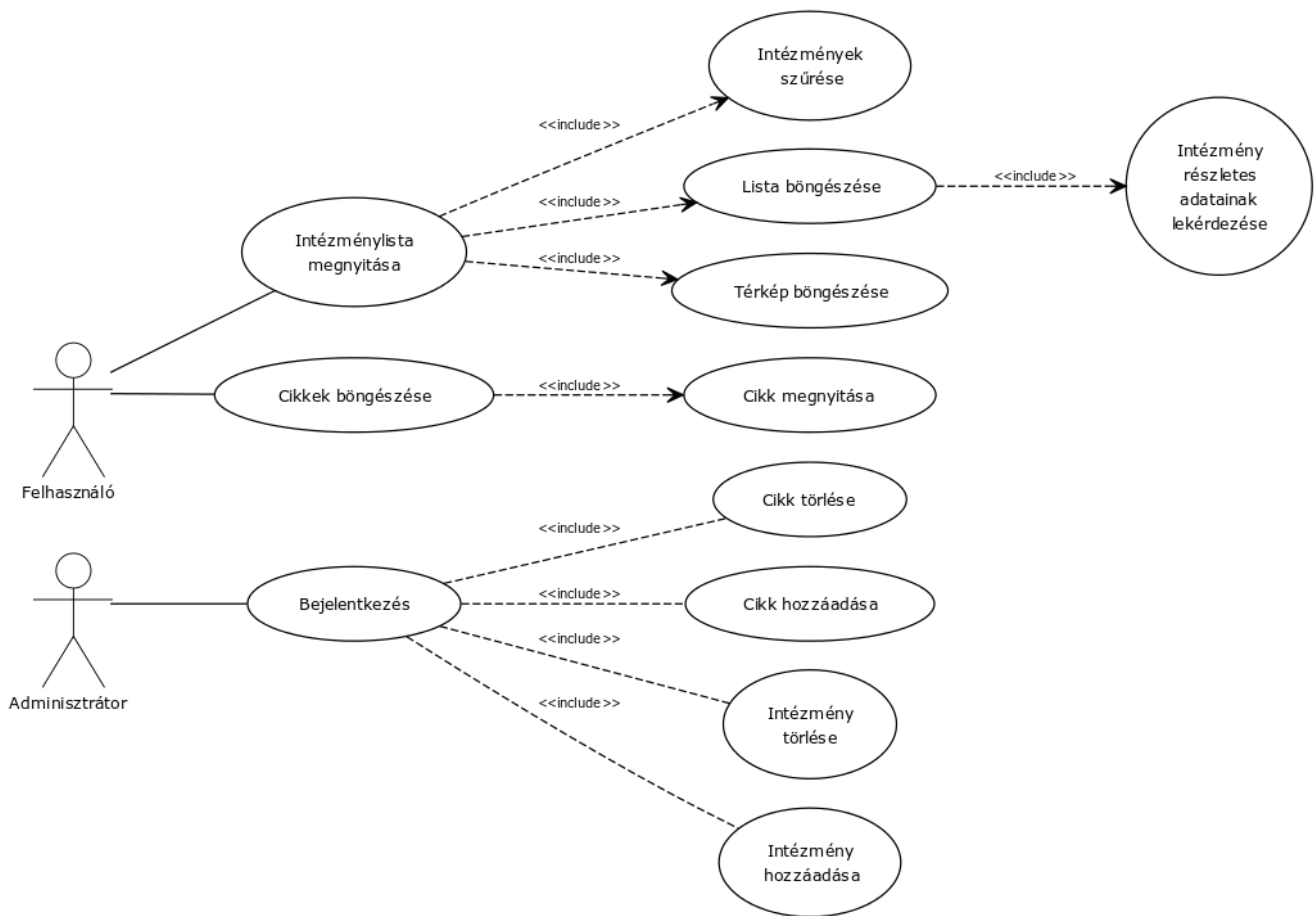 Intézmények
szűrése
<<include>>
Intézmény
részletes
adatainak
lekérdezése
<<include>>
Lista böngészése
<<include>>
Intézménylista
megnyitása
<<include>>
Térkép böngészése
Felhasználó
Cikkek böngészése
<<include>>
Cikk megnyitása
Cikk törlése
<<include>>
Adminisztrátor
Bejelentkezés
<<include>>
Cikk hozzáadása
<<include>>
Intézmény
törlése
<<include>>
Intézmény
hozzáadása